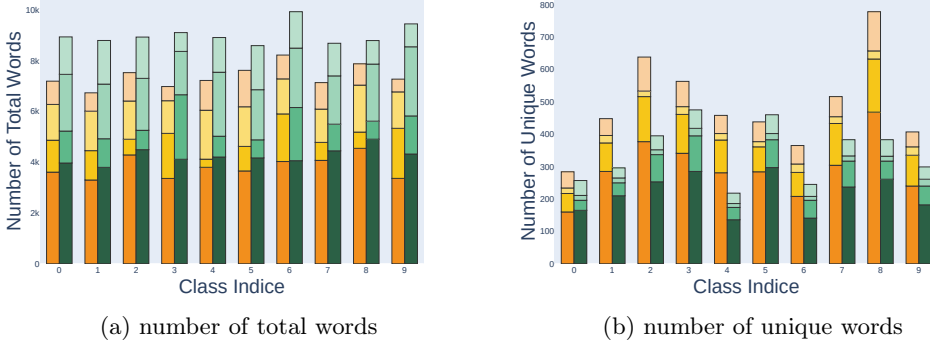 10k
8k
6k
4k
2k
0
Number of Total Words
0 1 2 3 4 5 6 7 8 9
Class Indice
(a) number of total words
800
700
600
500
400
300
200
100
0
Number of Unique Words
0 1 2 3 4 5 6 7 8 9
Class Indice
(b) number of unique words